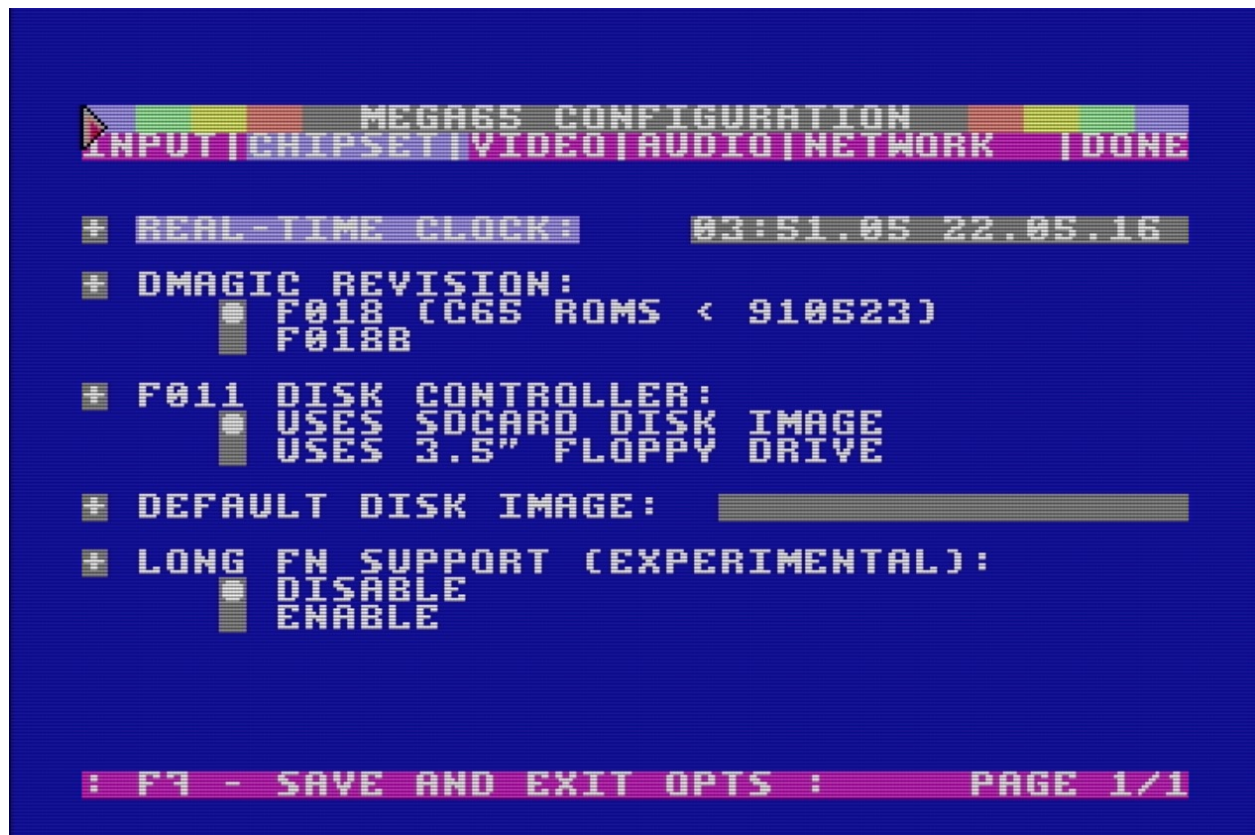 MEGA65 CONFIGURATION
INPUT|CHIPSET|VIDEO|AUDIO|NETWORK |DONE
+ REAL-TIME CLOCK: 03:51.05 22.05.16
+ DMAGIC REVISION:
F018 (C65 ROMS < 910523)
F018B
+ F011 DISK CONTROLLER:
USES SDCARD DISK IMAGE
USES 3.5" FLOPPY DRIVE
+ DEFAULT DISK IMAGE:
+ LONG FN SUPPORT (EXPERIMENTAL):
DISABLE
ENABLE
: F7 - SAVE AND EXIT OPTS : PAGE 1/1